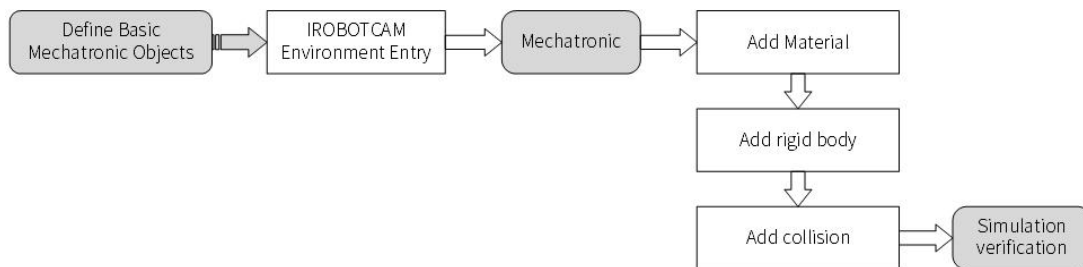 Define Basic
Mechatronic Objects
IROBOTCAM
Environment Entry
Mechatronic
Add Material
Add rigid body
Add collision
Simulation
verification